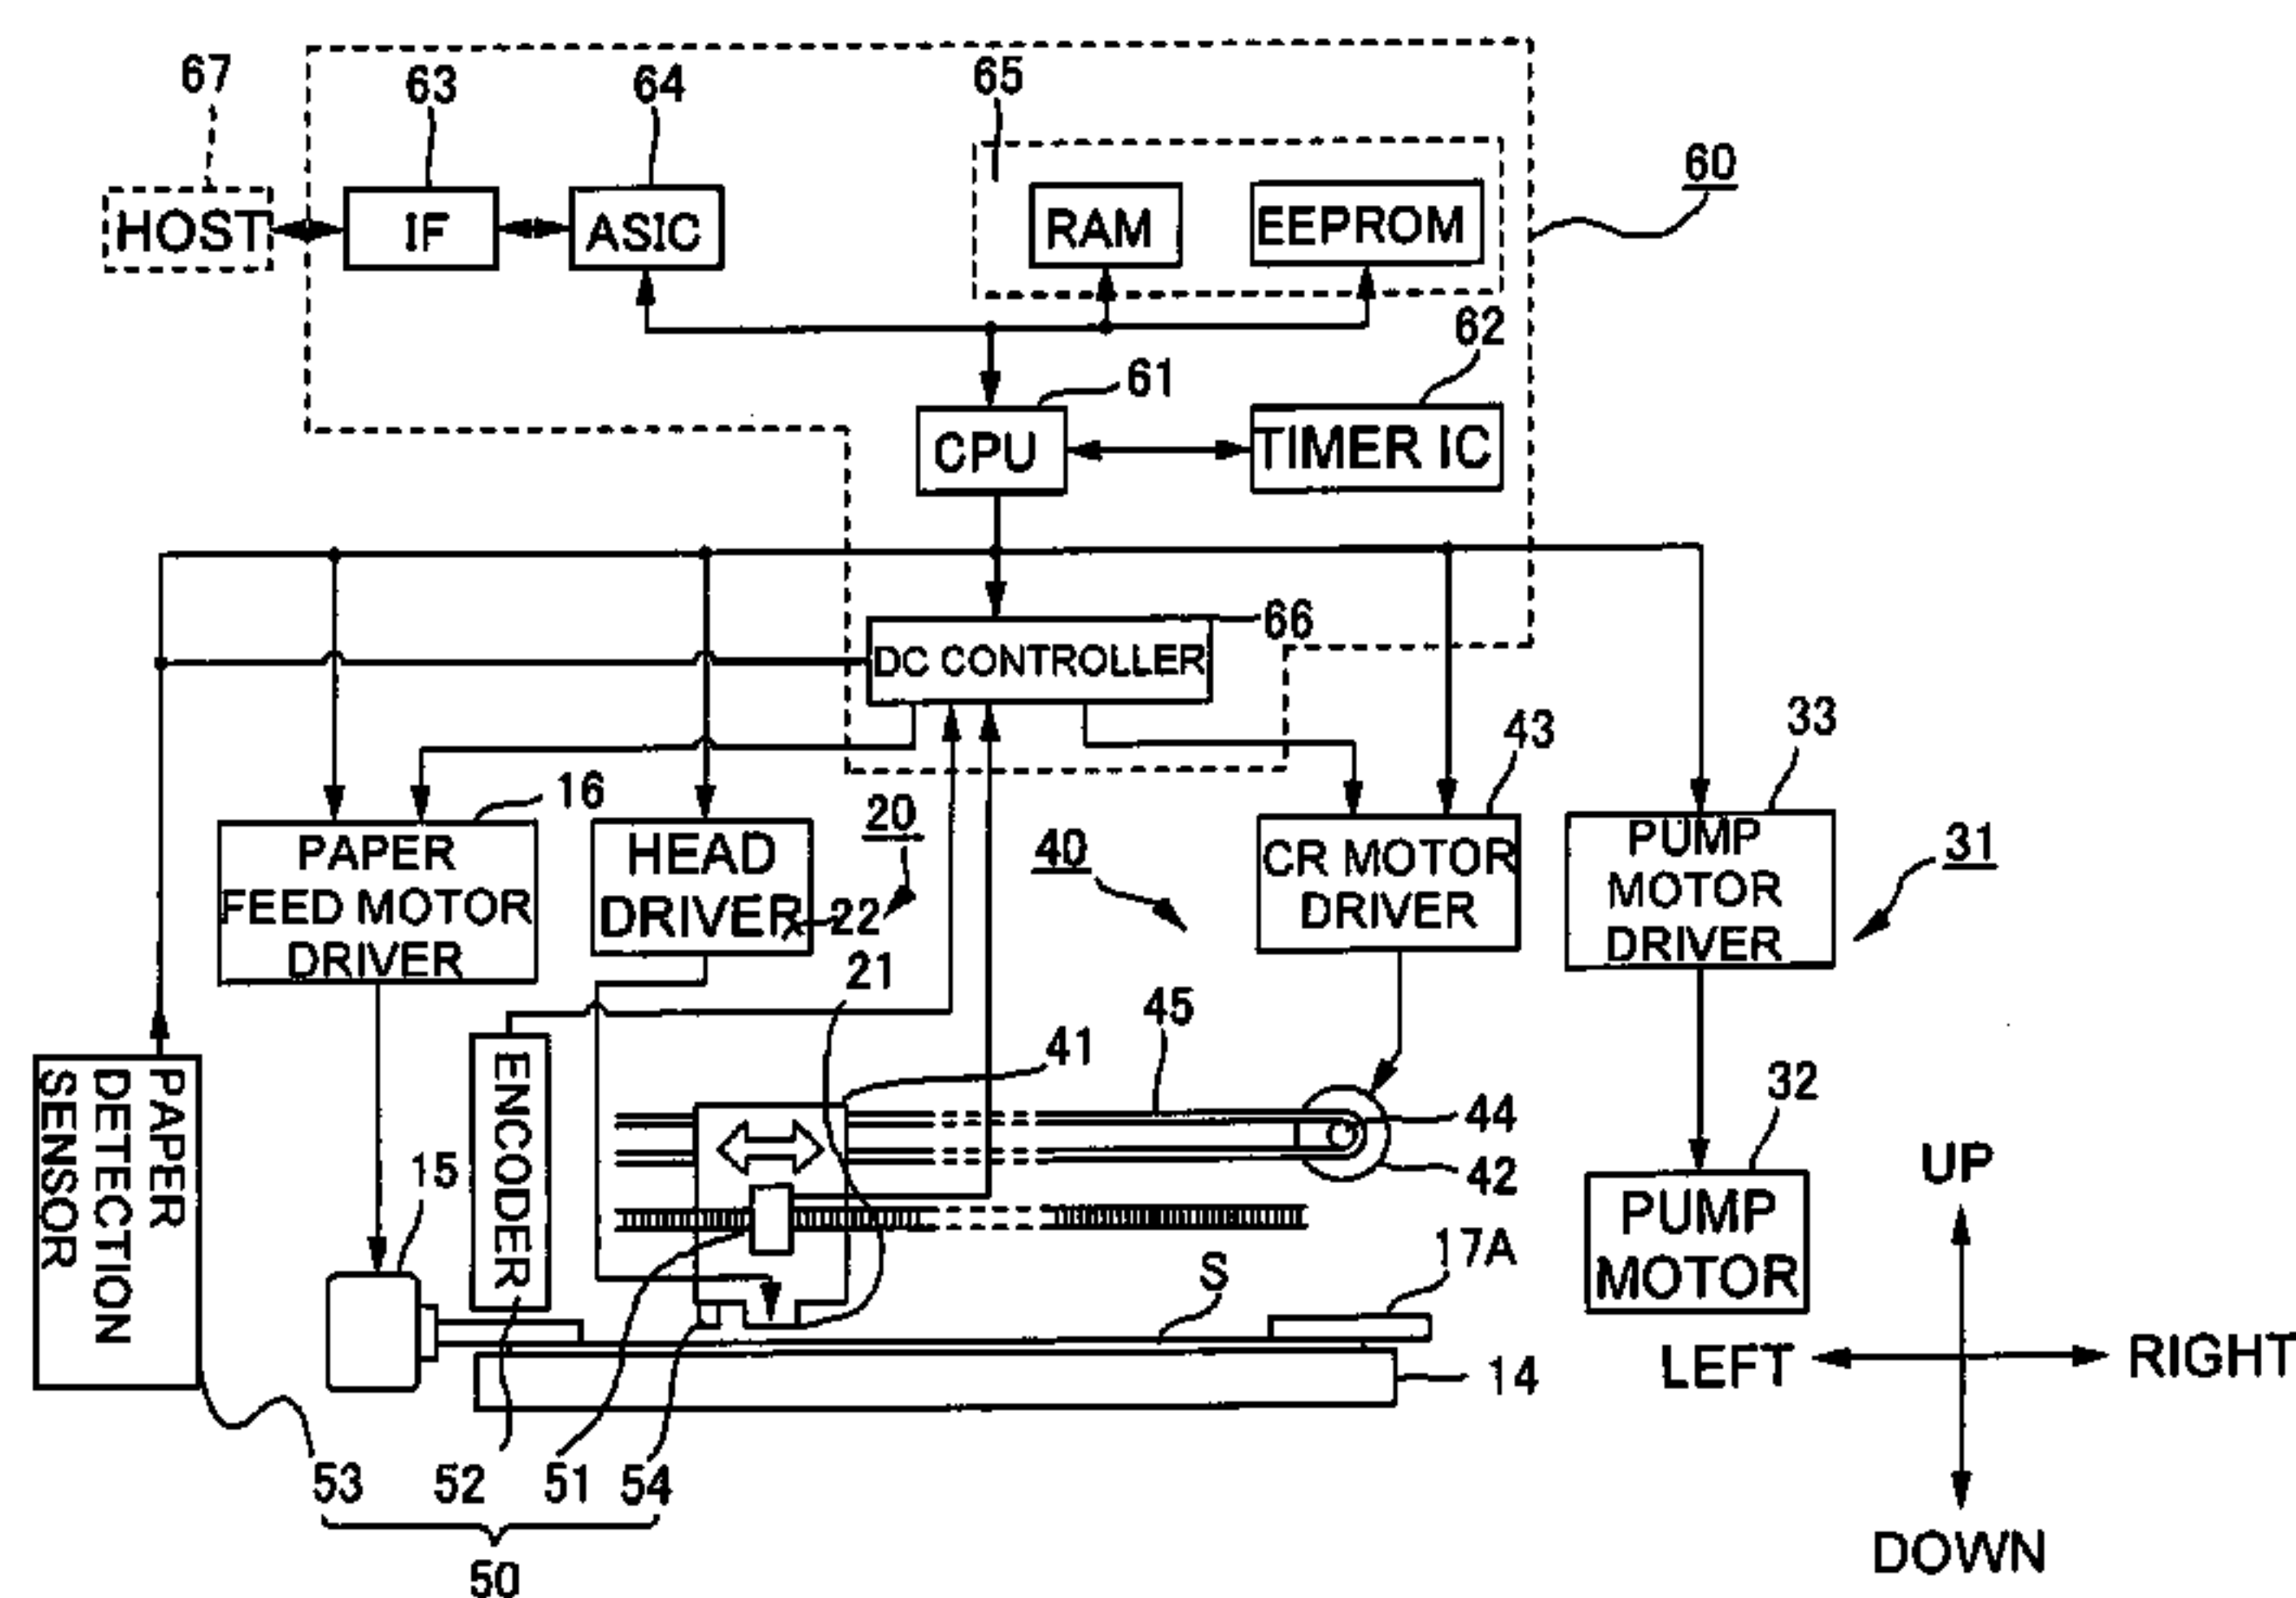 67
63
64
65
60
HOST
IF
ASIC
RAM
EEPROM
62
61
CPU
TIMER IC
66
DC CONTROLLER
33
43
16
20
40
31
PAPER
FEED MOTOR
DRIVER
HEAD
DRIVER
22
CR MOTOR
DRIVER
PUMP
MOTOR
DRIVER
21
45
41
32
44
42
15
PAPER
DETECTION
SENSOR
ENCODER
PUMP
MOTOR
UP
17A
S
LEFT
RIGHT
14
53
52
51
54
50
DOWN